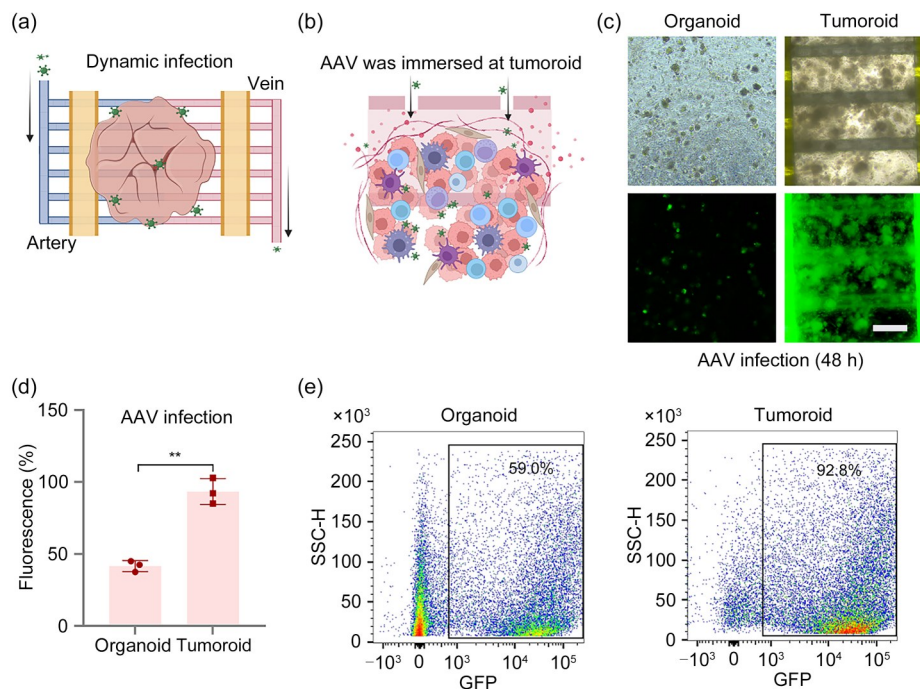 (a)
Dynamic infection
Vein
Artery
(b)
AAV was immersed at tumoroid
(c)
Organoid Tumoroid
AAV infection (48 h)
(d)
AAV infection
**
Fluorescence (%)
150
100
50
0
Organoid Tumoroid
(e)
Organoid
×10³
250
200
150
100
50
0
SSC-H
59.0%
−10³ 0 10³ 10⁴ 10⁵
GFP
Tumoroid
×10³
250
200
150
100
50
0
SSC-H
92.8%
−10³ 0 10³ 10⁴ 10⁵
GFP